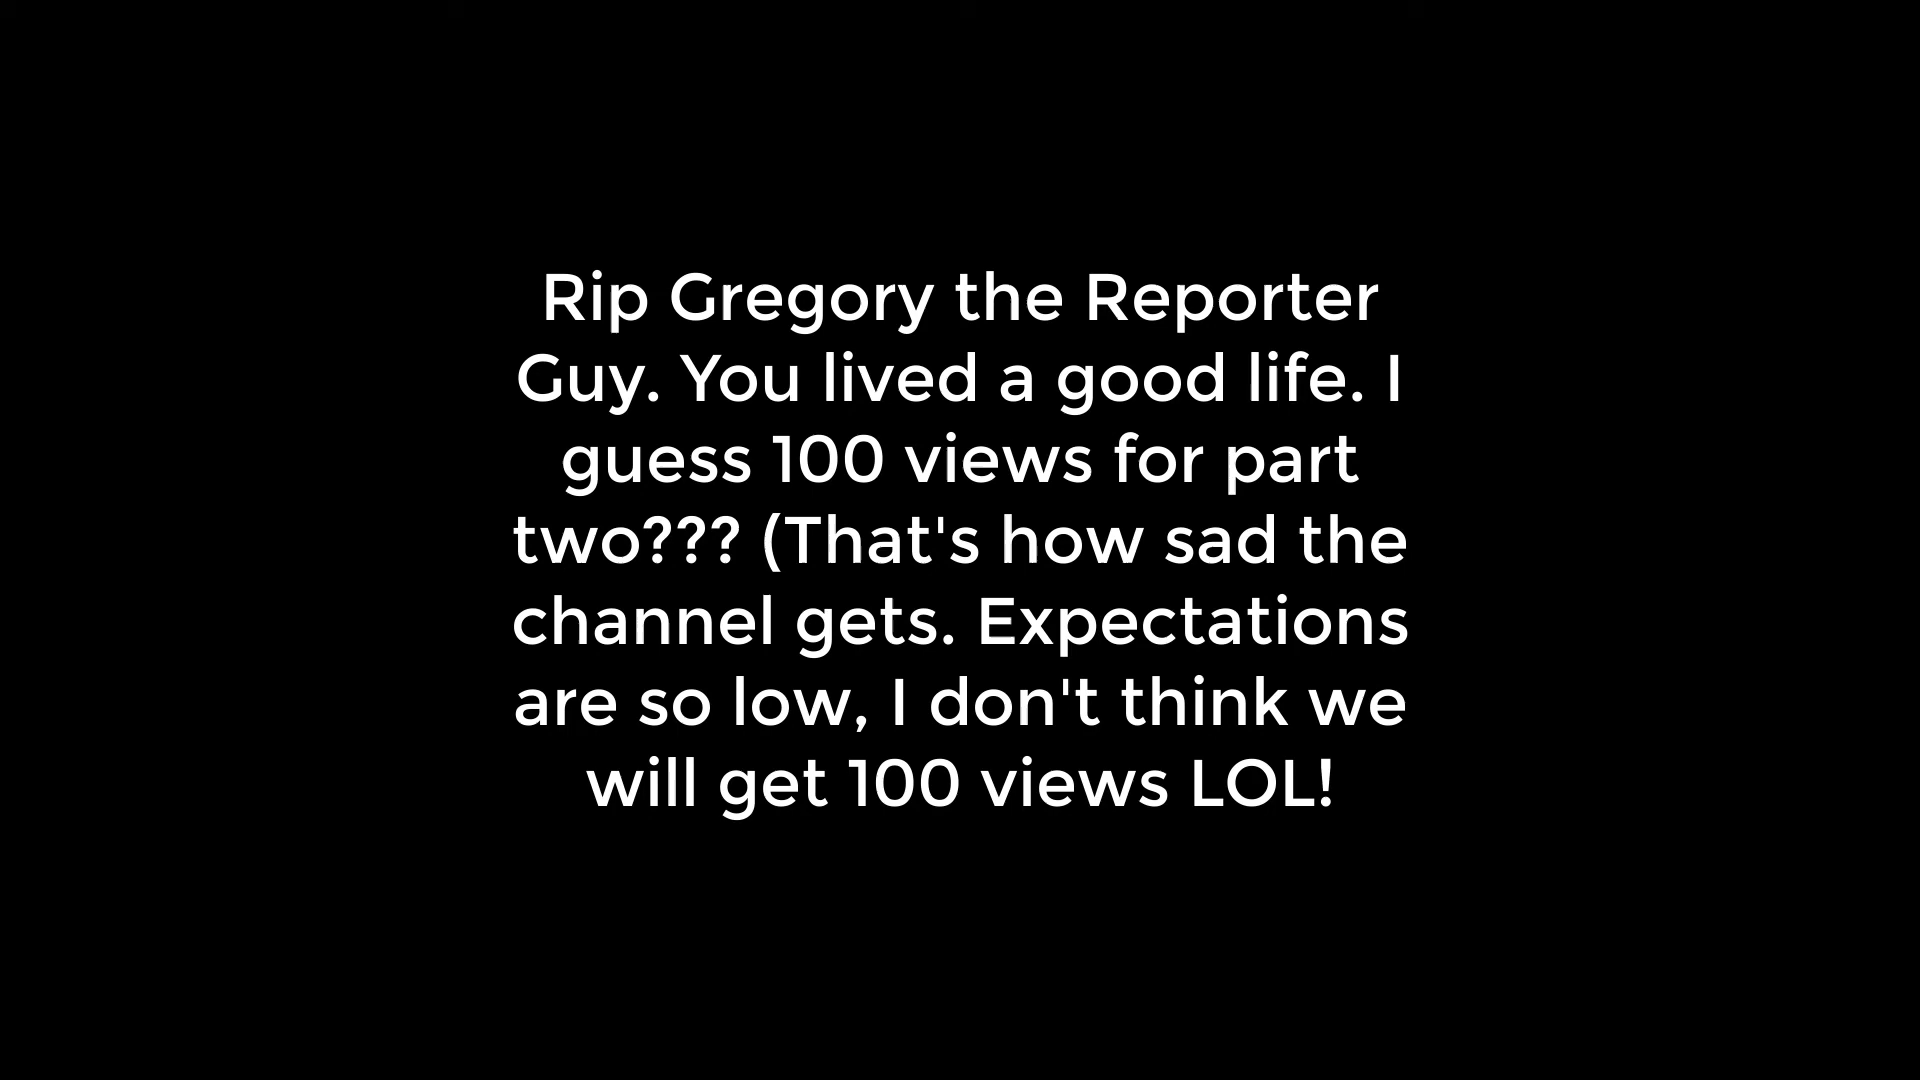 Rip Gregory the Reporter
Guy. You lived a good life. I
guess 100 views for part
two??? (That's how sad the
channel gets. Expectations
are so low, I don't think we
will get 100 views LOL!